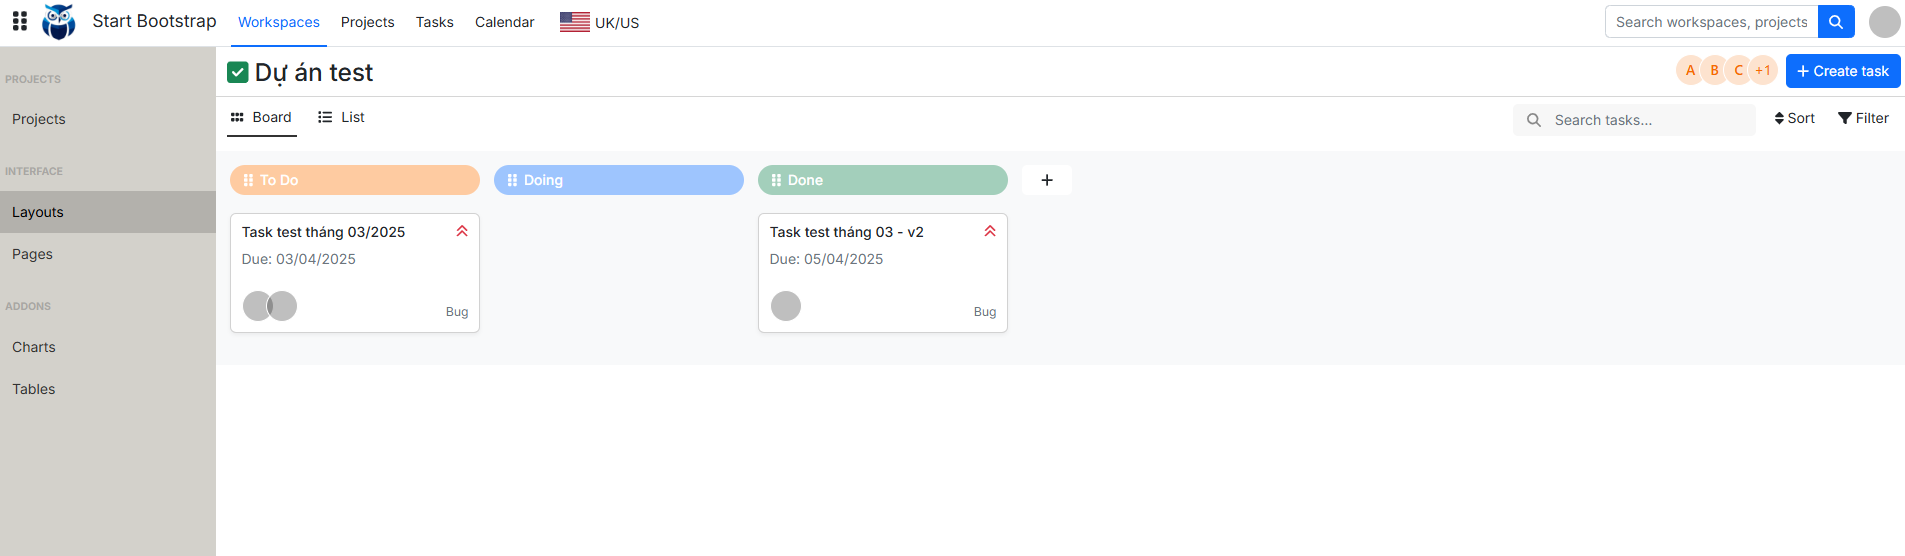 Start Bootstrap Workspaces Projects Tasks Calendar UK/US Search workspaces, projects
PROJECTS
Projects
INTERFACE
Layouts
Pages
ADDONS
Charts
Tables
Dự án test
A B C +1 + Create task
Board List Search tasks... Sort Filter
To Do Doing Done +
Task test tháng 03/2025
Due: 03/04/2025
Bug
Task test tháng 03 - v2
Due: 05/04/2025
Bug